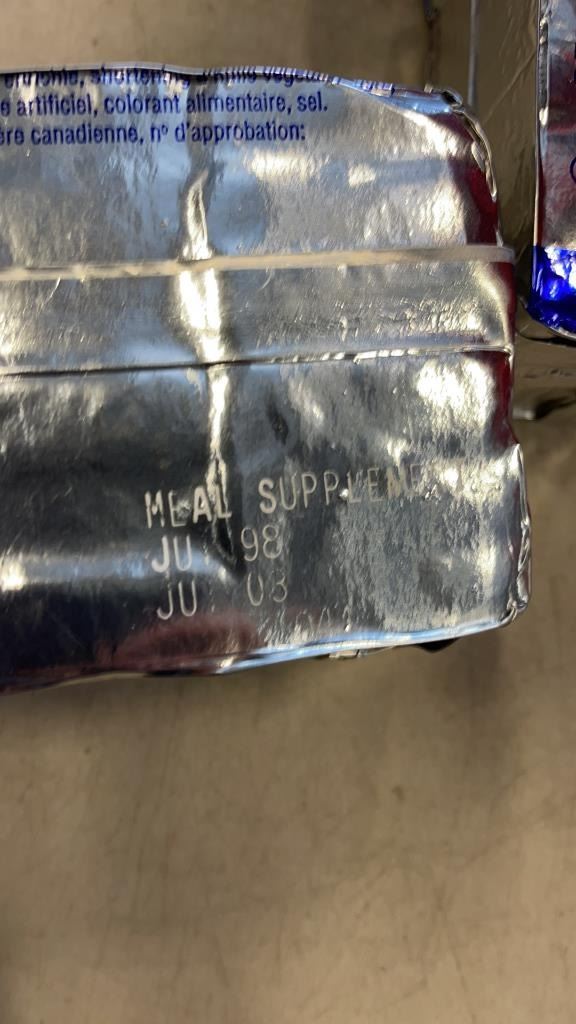 artificiel, colorant alimentaire, sel.
canadienne, nº d'approbation:
MEAL SUPPLEMENT
JU 98
JU 03